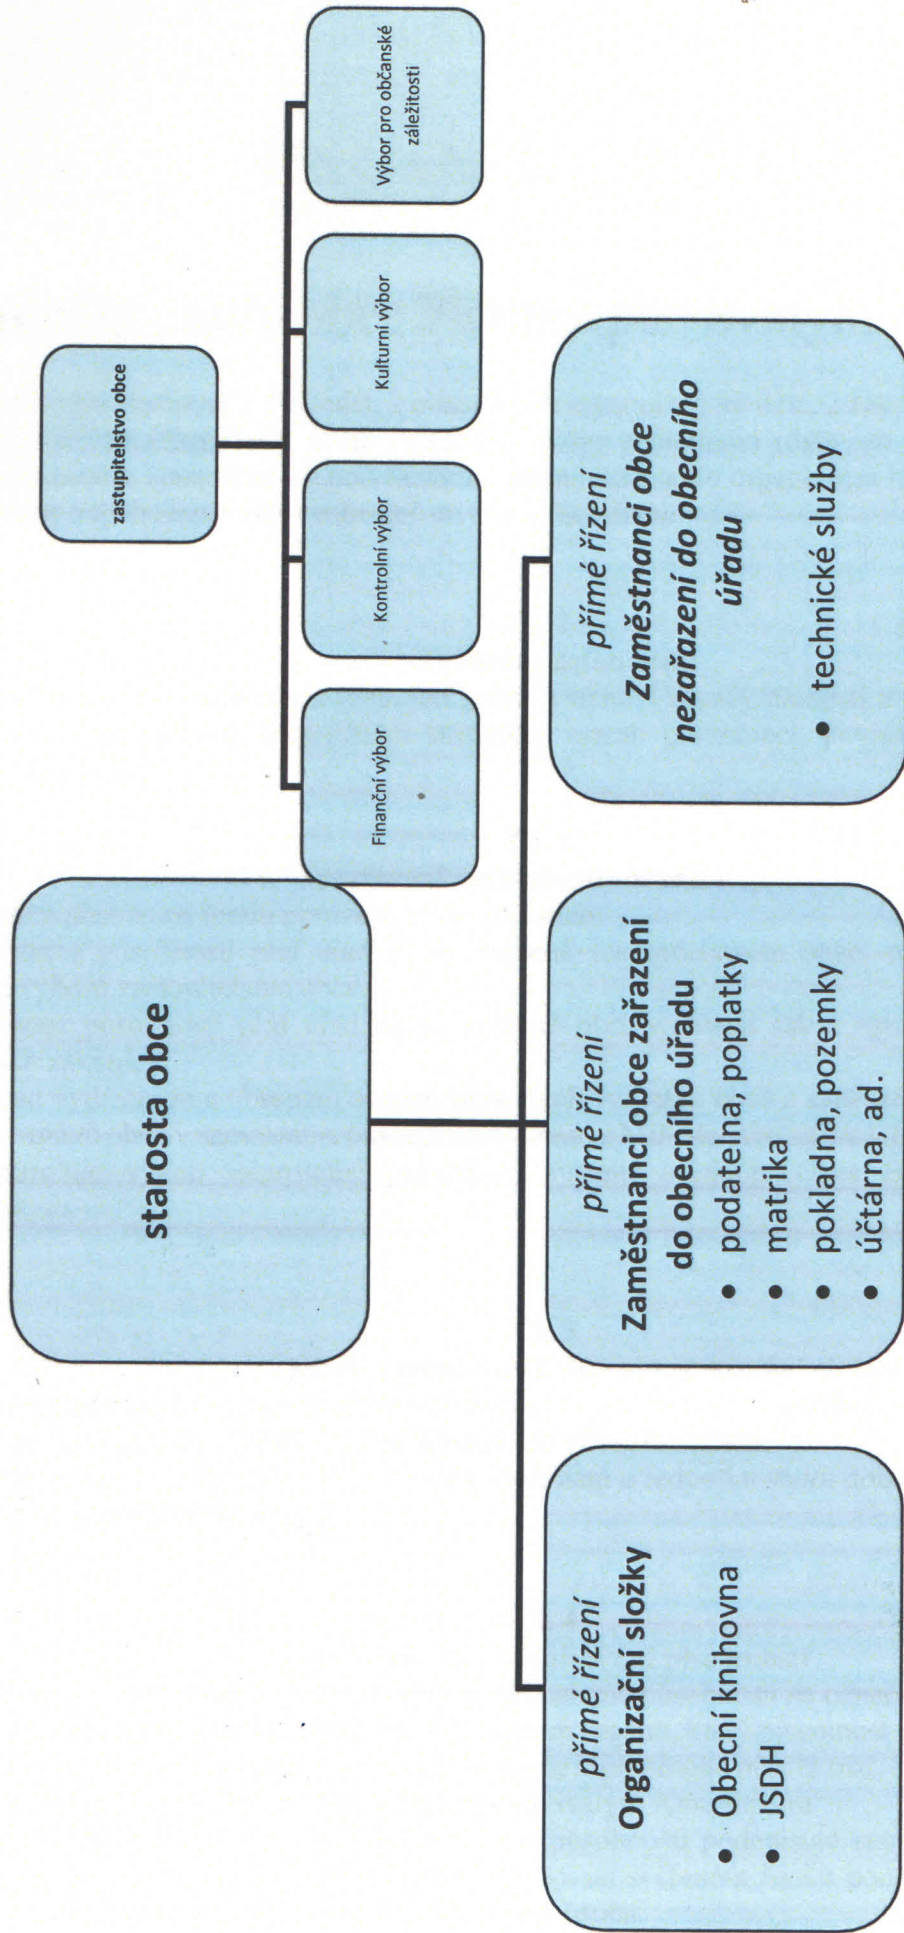 starosta obce
zastupitelstvo obce
Finanční výbor
Kontrolní výbor
Kulturní výbor
Výbor pro občanské
záležitosti
přímé řízení
Organizační složky
• Obecní knihovna
• JSDH
přímé řízení
Zaměstnanci obce zařazení
do obecního úřadu
• podatelna, poplatky
• matrika
• pokladna, pozemky
• účtárna, ad.
přímé řízení
Zaměstnanci obce
nezařazení do obecního
úřadu
• technické služby